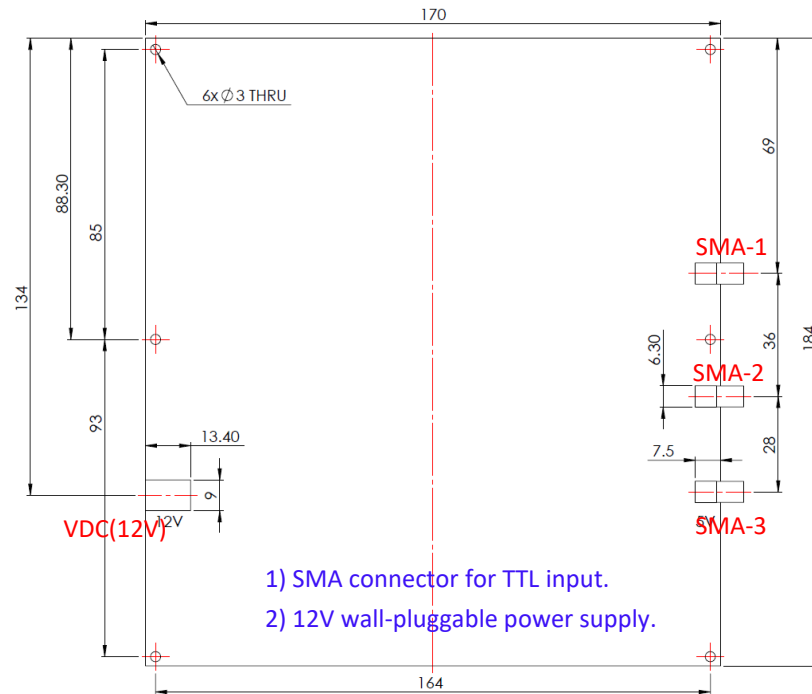 170
6x Ø 3 THRU
69
88.30
85
SMA-1
134
36
184
6.30
SMA-2
93
13.40
7.5
28
9
VDC(12V)
12V
SMA-3
1) SMA connector for TTL input.
2) 12V wall-pluggable power supply.
164